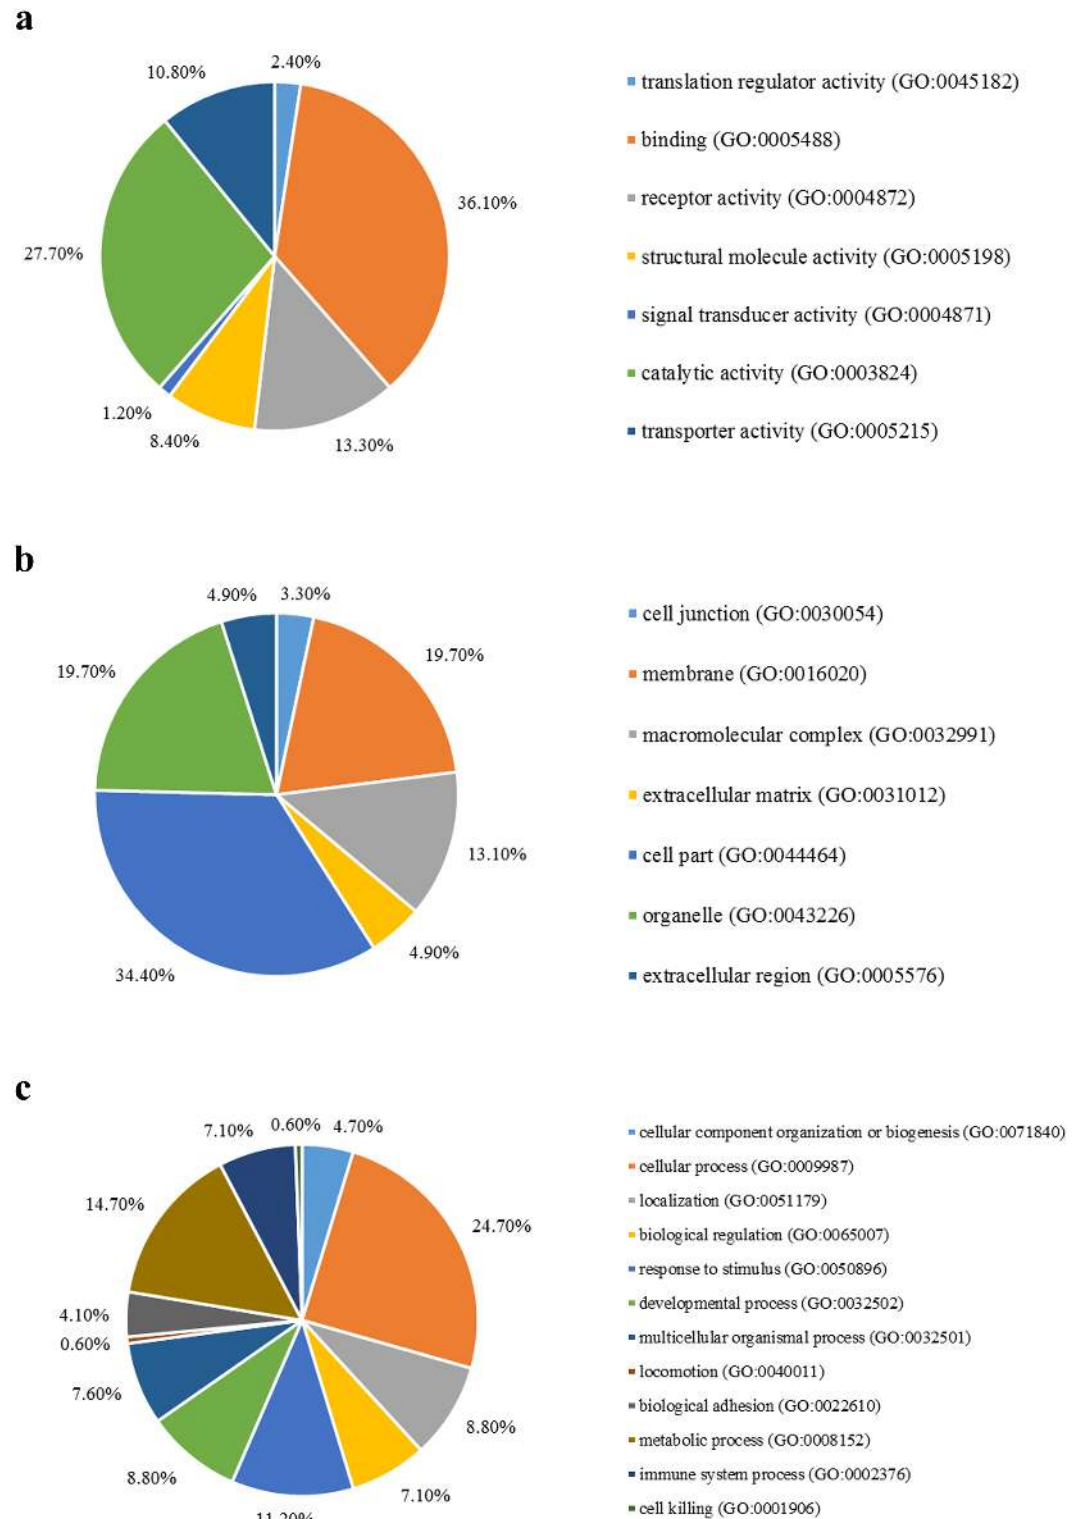 a
10.80%
2.40%
36.10%
27.70%
1.20%
8.40%
13.30%
translation regulator activity (GO:0045182)
binding (GO:0005488)
receptor activity (GO:0004872)
structural molecule activity (GO:0005198)
signal transducer activity (GO:0004871)
catalytic activity (GO:0003824)
transporter activity (GO:0005215)
b
4.90%
3.30%
19.70%
19.70%
13.10%
4.90%
34.40%
cell junction (GO:0030054)
membrane (GO:0016020)
macromolecular complex (GO:0032991)
extracellular matrix (GO:0031012)
cell part (GO:0044464)
organelle (GO:0043226)
extracellular region (GO:0005576)
c
7.10%
0.60%
4.70%
14.70%
24.70%
4.10%
0.60%
7.60%
8.80%
8.80%
7.10%
11.20%
cellular component organization or biogenesis (GO:0071840)
cellular process (GO:0009987)
localization (GO:0051179)
biological regulation (GO:0065007)
response to stimulus (GO:0050896)
developmental process (GO:0032502)
multicellular organismal process (GO:0032501)
locomotion (GO:0040011)
biological adhesion (GO:0022610)
metabolic process (GO:0008152)
immune system process (GO:0002376)
cell killing (GO:0001906)